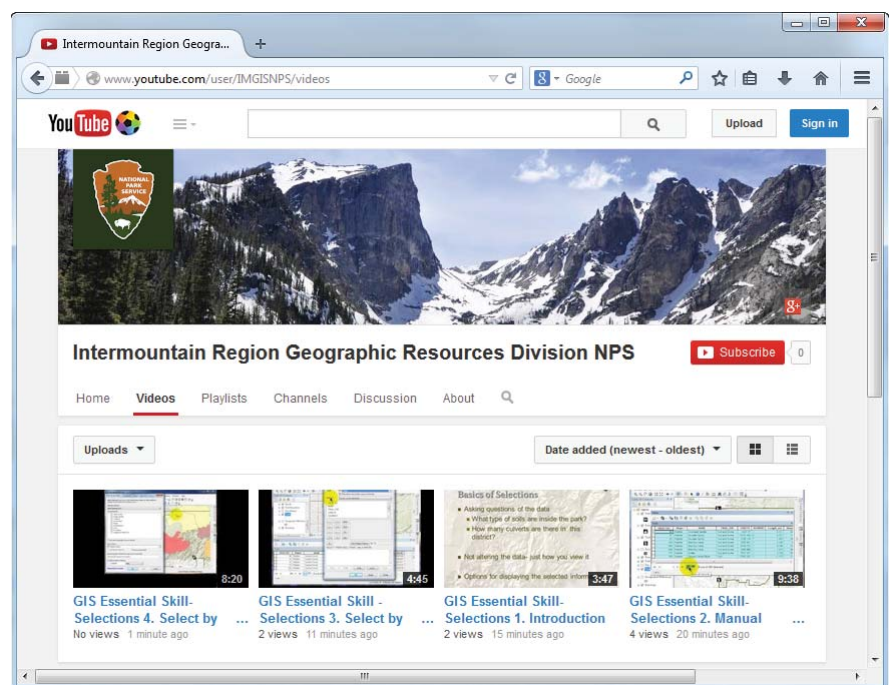 Intermountain Region Geogra...
www.youtube.com/user/IMGISNPS/videos
Google
YouTube
Upload
Sign in
NATIONAL
PARK
SERVICE
8+
Intermountain Region Geographic Resources Division NPS
Subscribe
0
Home Videos Playlists Channels Discussion About
Uploads
Date added (newest - oldest)
8:20
4:45
Basics of Selections
Asking questions of the data
What type of soils are inside the park?
How many culverts are there in this
district?
Not altering the data- just how you view it
Options for displaying the selected inform
3:47
9:38
GIS Essential Skill-
Selections 4. Select by ...
No views 1 minute ago
GIS Essential Skill -
Selections 3. Select by ...
2 views 11 minutes ago
GIS Essential Skill-
Selections 1. Introduction
2 views 15 minutes ago
GIS Essential Skill-
Selections 2. Manual ...
4 views 20 minutes ago